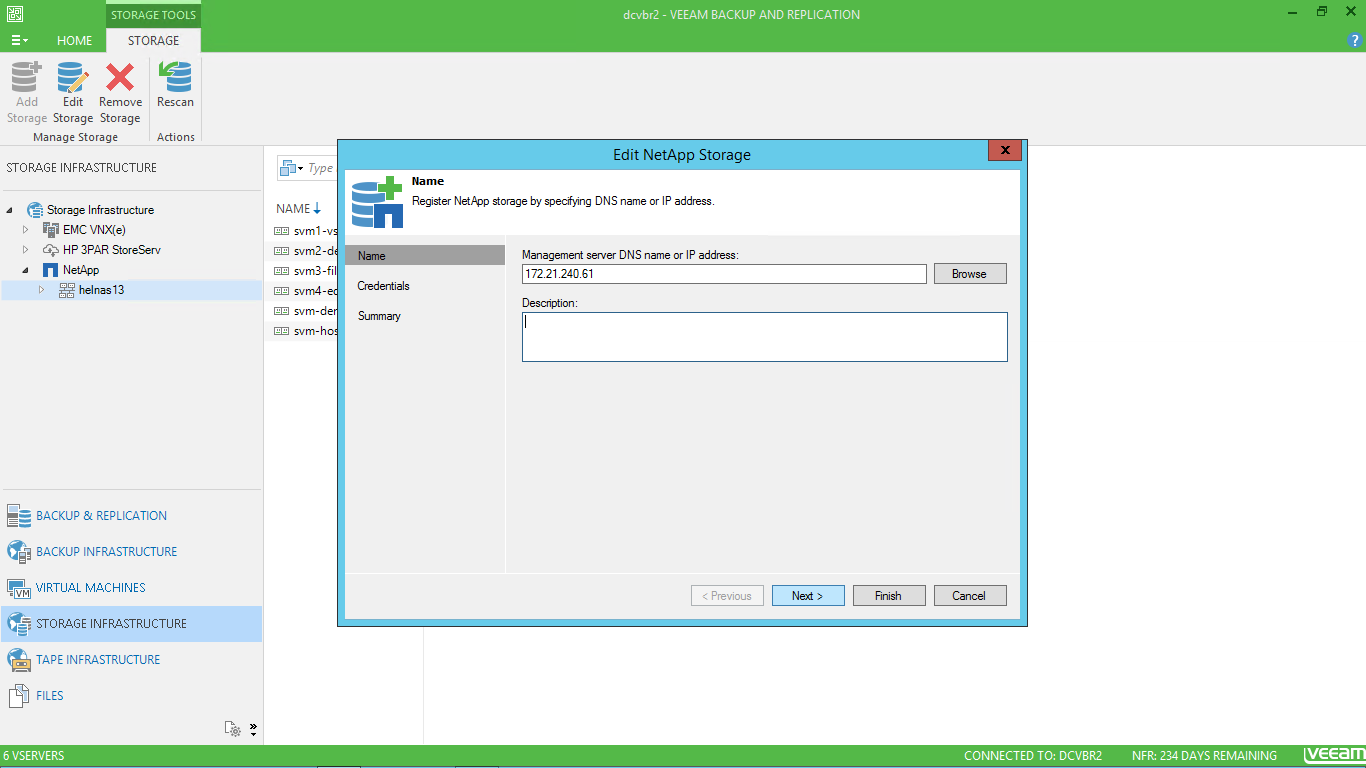 STORAGE TOOLS
dcvbr2 - VEEAM BACKUP AND REPLICATION
HOME
STORAGE
?
Add Storage
Edit Storage
Remove Storage
Rescan
Manage Storage
Actions
STORAGE INFRASTRUCTURE
Storage Infrastructure
EMC VNX(e)
HP 3PAR StoreServ
NetApp
helnas13
Type
NAME
svm1-vs
svm2-de
svm3-fil
svm4-ec
svm-der
svm-hos
Edit NetApp Storage
x
Name
Register NetApp storage by specifying DNS name or IP address.
Name
Credentials
Summary
Management server DNS name or IP address:
172.21.240.61
Browse
Description:
< Previous
Next >
Finish
Cancel
BACKUP & REPLICATION
BACKUP INFRASTRUCTURE
VM
VIRTUAL MACHINES
STORAGE INFRASTRUCTURE
TAPE INFRASTRUCTURE
FILES
6 VSERVERS
CONNECTED TO: DCVBR2
NFR: 234 DAYS REMAINING
veeam